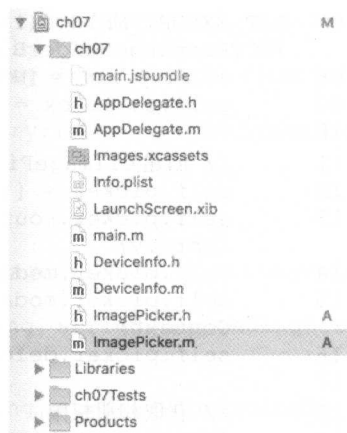 ch07 M
ch07
main.jsbundle
h AppDelegate.h
m AppDelegate.m
Images.xcassets
Info.plist
LaunchScreen.xib
m main.m
h DeviceInfo.h
m DeviceInfo.m
h ImagePicker.h A
m ImagePicker.m A
Libraries
ch07Tests
Products